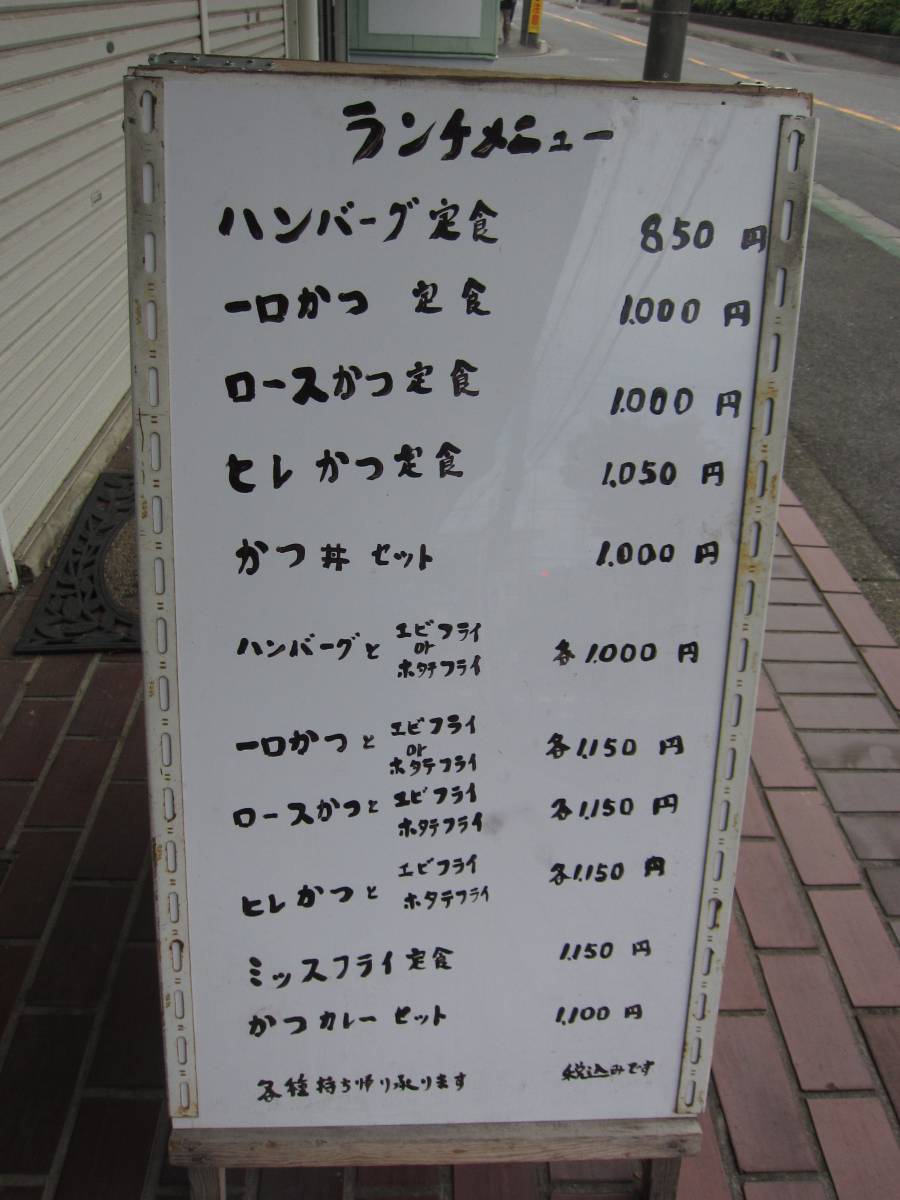 ランチメニュー
ハンバーグ定食 850円
一口かつ 定食 1.000円
ロースかつ定食 1.000円
ヒレかつ定食 1.050円
かつ丼 セット 1.000円
ハンバーグと エビフライ or ホタテフライ 各1.000円
一口かつと エビフライ or ホタテフライ 各1.150円
ロースかつと エビフライ ホタテフライ 各1.150円
ヒレかつと エビフライ ホタテフライ 各1.150円
ミッスフライ定食 1.150円
かつカレーセット 1.100円
各種持ち帰り承ります 税込みです